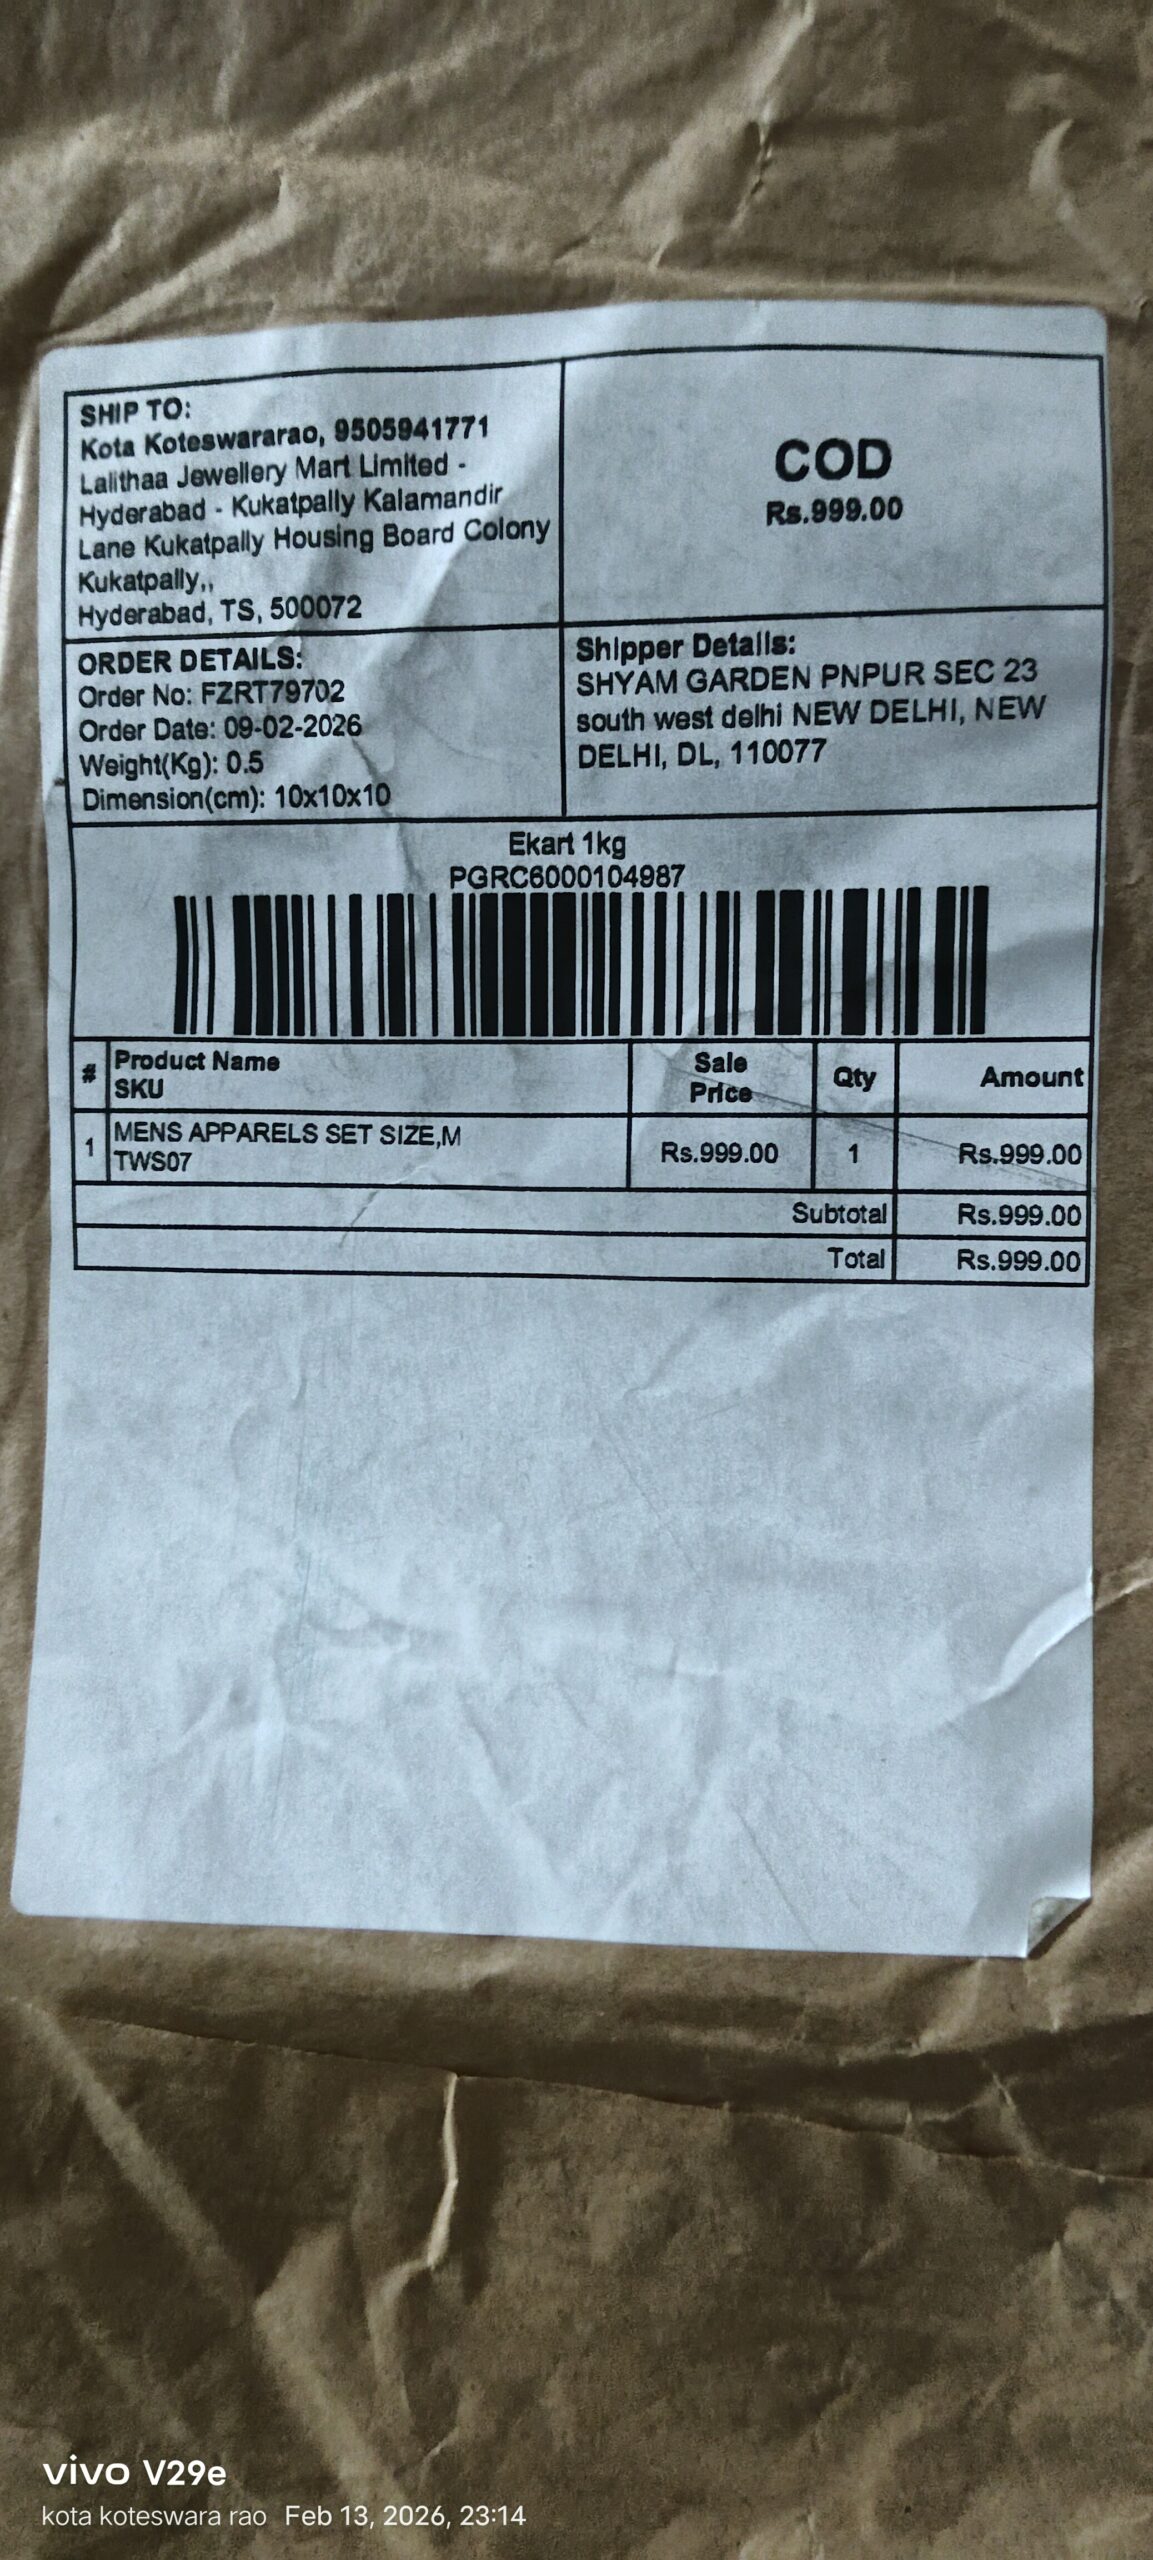 SHIP TO:
Kota Koteswararao, 9505941771
Lalithaa Jewellery Mart Limited -
Hyderabad - Kukatpally Kalamandir
Lane Kukatpally Housing Board Colony
Kukatpally,,
Hyderabad, TS, 500072
COD
Rs.999.00
ORDER DETAILS:
Order No: FZRT79702
Order Date: 09-02-2026
Weight(Kg): 0.5
Dimension(cm): 10x10x10
Shipper Details:
SHYAM GARDEN PNPUR SEC 23
south west delhi NEW DELHI, NEW
DELHI, DL, 110077
Ekart 1kg
PGRC6000104987
# Product Name SKU Sale Price Qty Amount
1 MENS APPARELS SET SIZE,M TWS07 Rs.999.00 1 Rs.999.00
Subtotal Rs.999.00
Total Rs.999.00
vivo V29e
kota koteswara rao Feb 13, 2026, 23:14